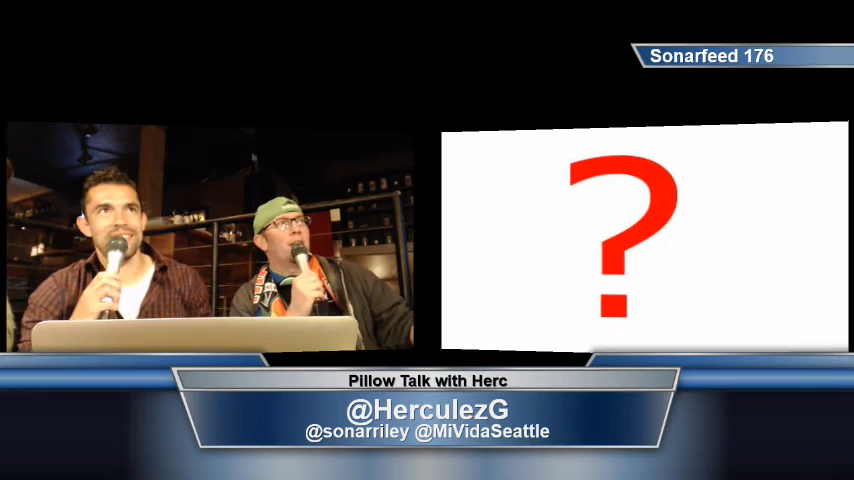 Sonarfeed 176
?
Pillow Talk with Herc
@HerculezG
@sonarriley @MiVidaSeattle